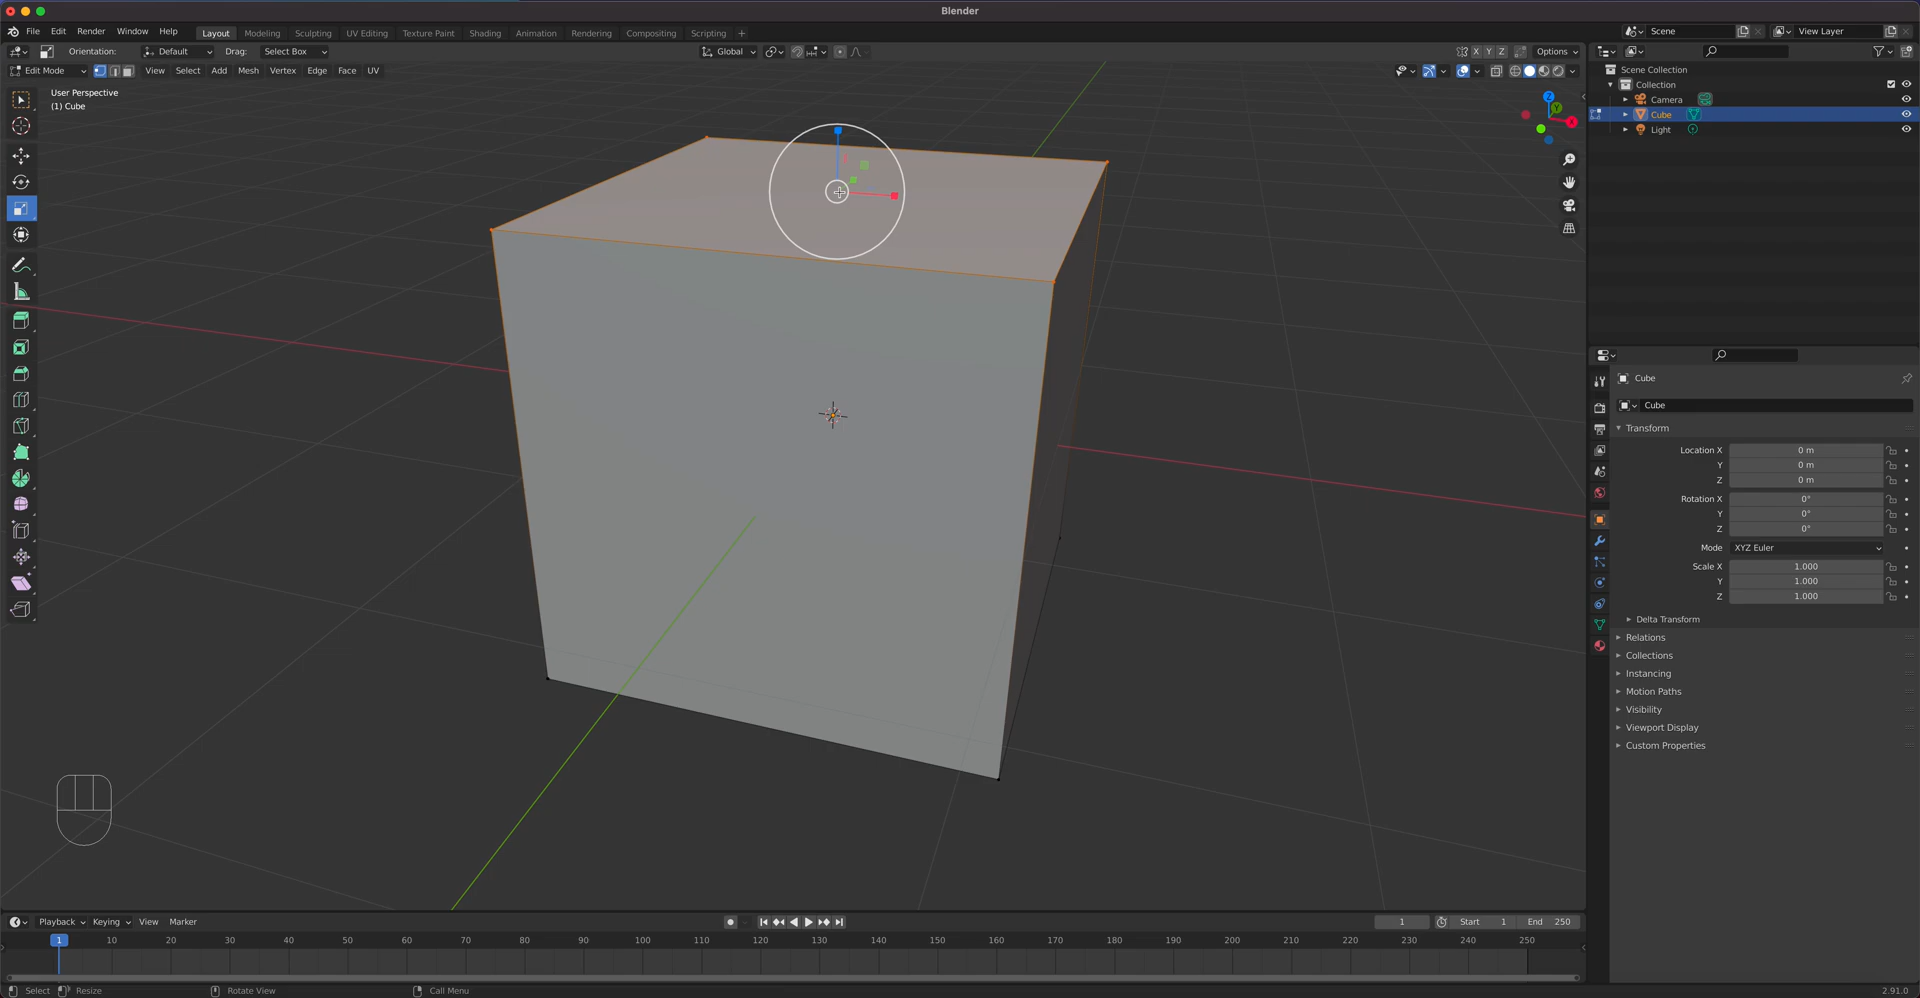 Blender
File Edit Render Window Help Layout Modeling Sculpting UV Editing Texture Paint Shading Animation Rendering Compositing Scripting + Scene View Layer
Orientation: Default Drag: Select Box Global X Y Z Options
Edit Mode View Select Add Mesh Vertex Edge Face UV
User Perspective
(1) Cube
Z
Y
X
Scene Collection
Collection
Camera
Cube
Light
Cube
Cube
Transform
Location X 0 m
Y 0 m
Z 0 m
Rotation X 0°
Y 0°
Z 0°
Mode XYZ Euler
Scale X 1.000
Y 1.000
Z 1.000
Delta Transform
Relations
Collections
Instancing
Motion Paths
Visibility
Viewport Display
Custom Properties
Playback Keying View Marker 1 Start 1 End 250
1 10 20 30 40 50 60 70 80 90 100 110 120 130 140 150 160 170 180 190 200 210 220 230 240 250
Select Resize Rotate View Call Menu 2.91.0